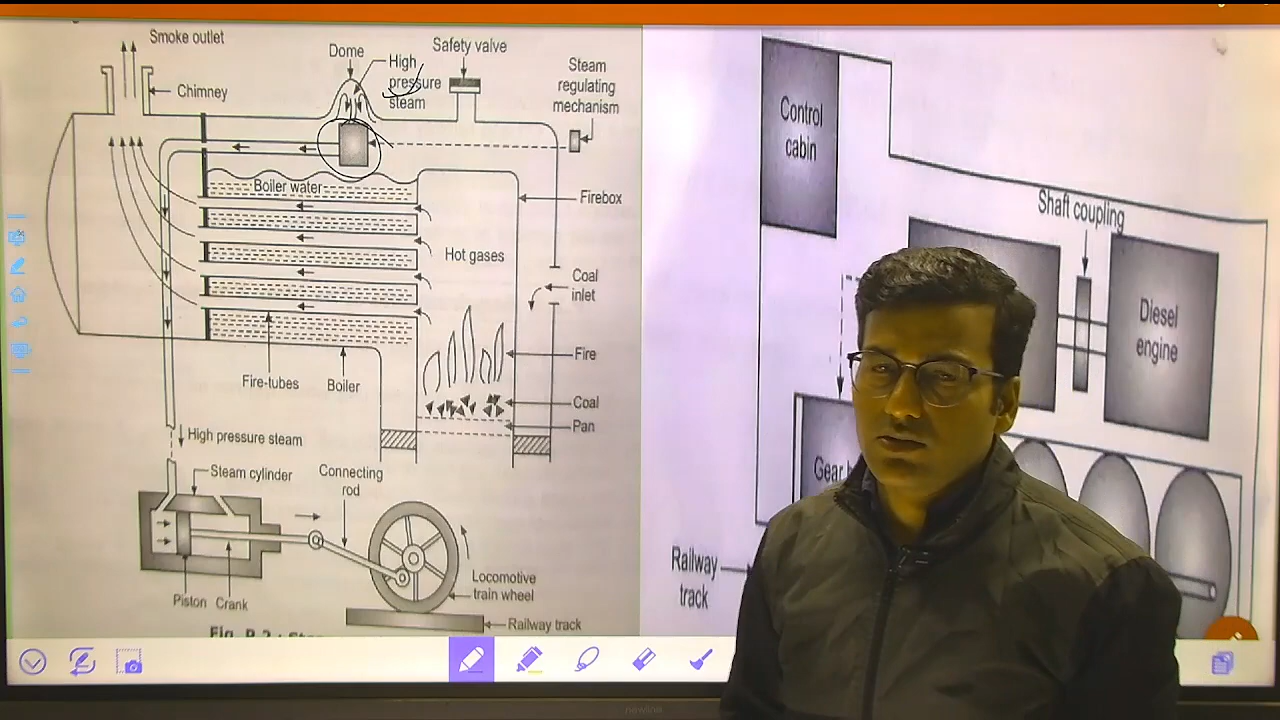 Smoke outlet
Chimney
Dome
High
pressure
steam
Safety valve
Steam
regulating
mechanism
Boiler water
Firebox
Hot gases
Coal
inlet
Fire
Coal
Pan
Fire-tubes
Boiler
High pressure steam
Steam cylinder
Connecting
rod
Piston
Crank
Locomotive
train wheel
Railway track
Control
cabin
Shaft coupling
Diesel
engine
Gear
Railway
track
newline